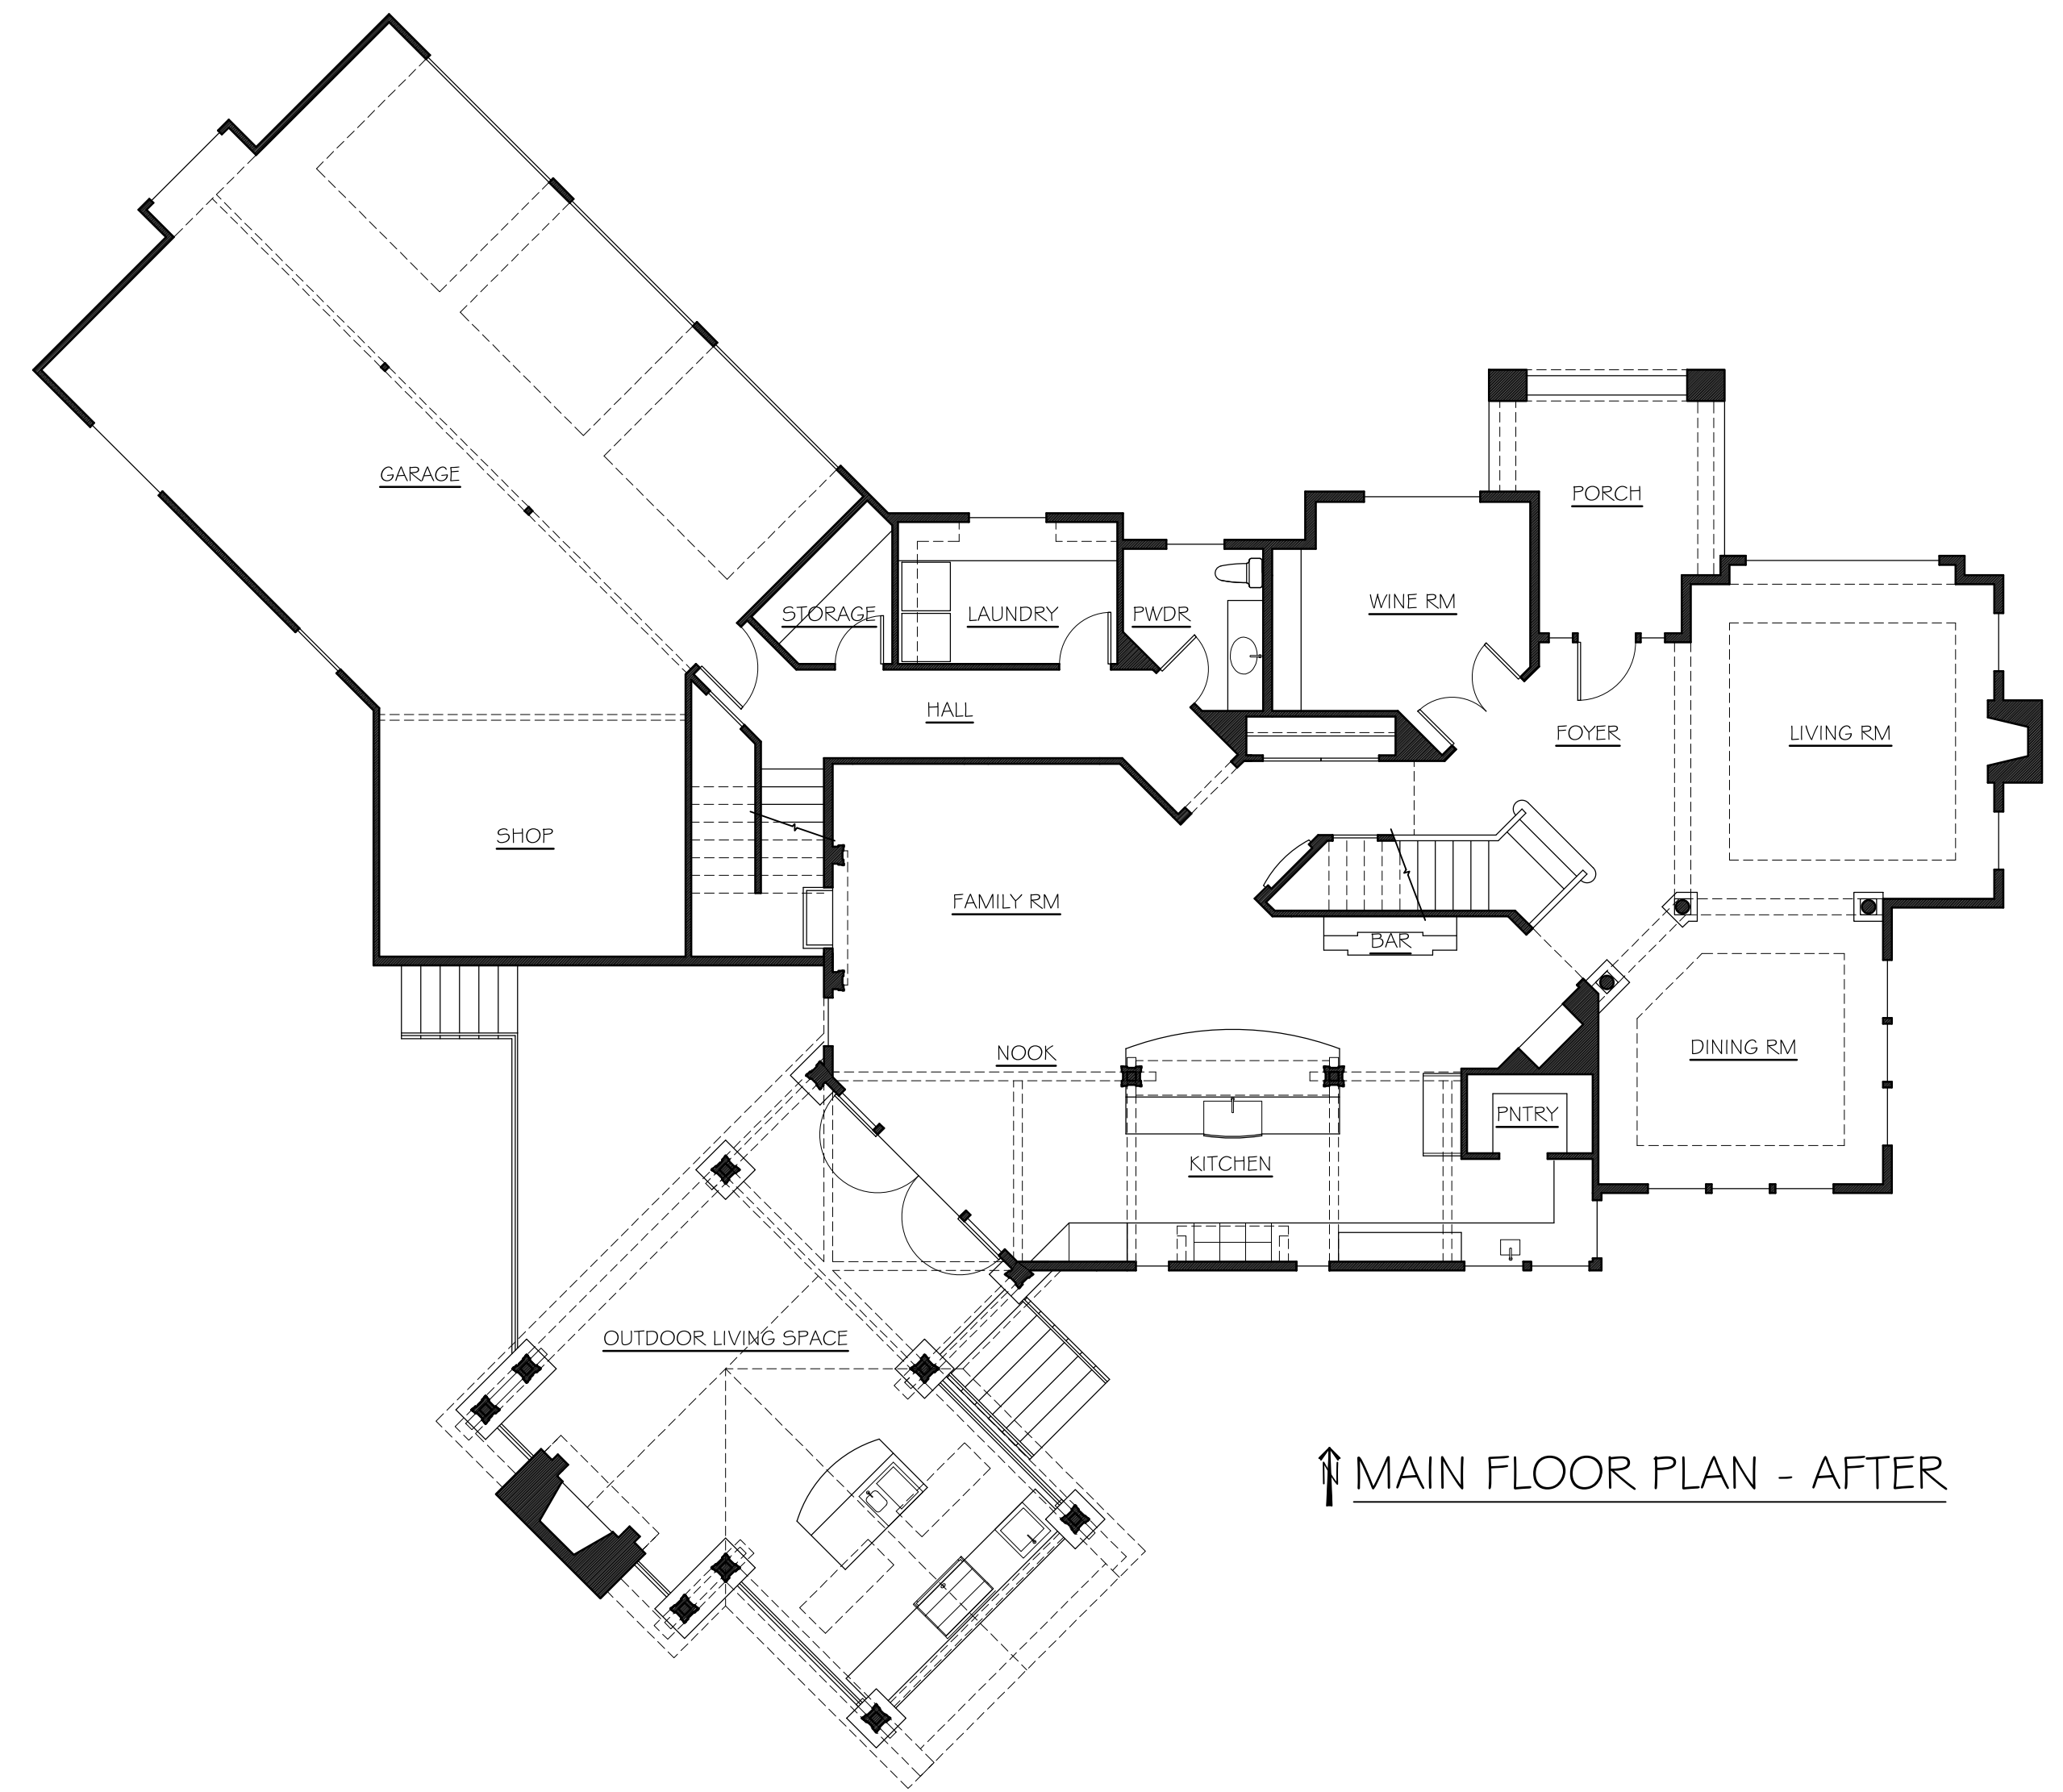 GARAGE
PORCH
STORAGE
LAUNDRY
PWDR
WINE RM
HALL
FOYER
LIVING RM
SHOP
FAMILY RM
BAR
NOOK
DINING RM
PNTRY
KITCHEN
OUTDOOR LIVING SPACE
N MAIN FLOOR PLAN - AFTER